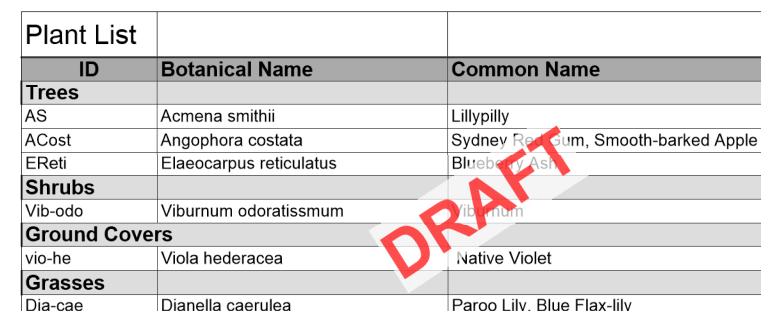 Plant List
ID Botanical Name Common Name
Trees
AS Acmena smithii Lillypilly
ACost Angophora costata Sydney Red Gum, Smooth-barked Apple
EReti Elaeocarpus reticulatus Blueberry Ash
Shrubs
Vib-odo Viburnum odoratissmum Viburnum
Ground Covers
vio-he Viola hederacea Native Violet
Grasses
Dia-cae Dianella caerulea Paroo Lily, Blue Flax-lily
DRAFT